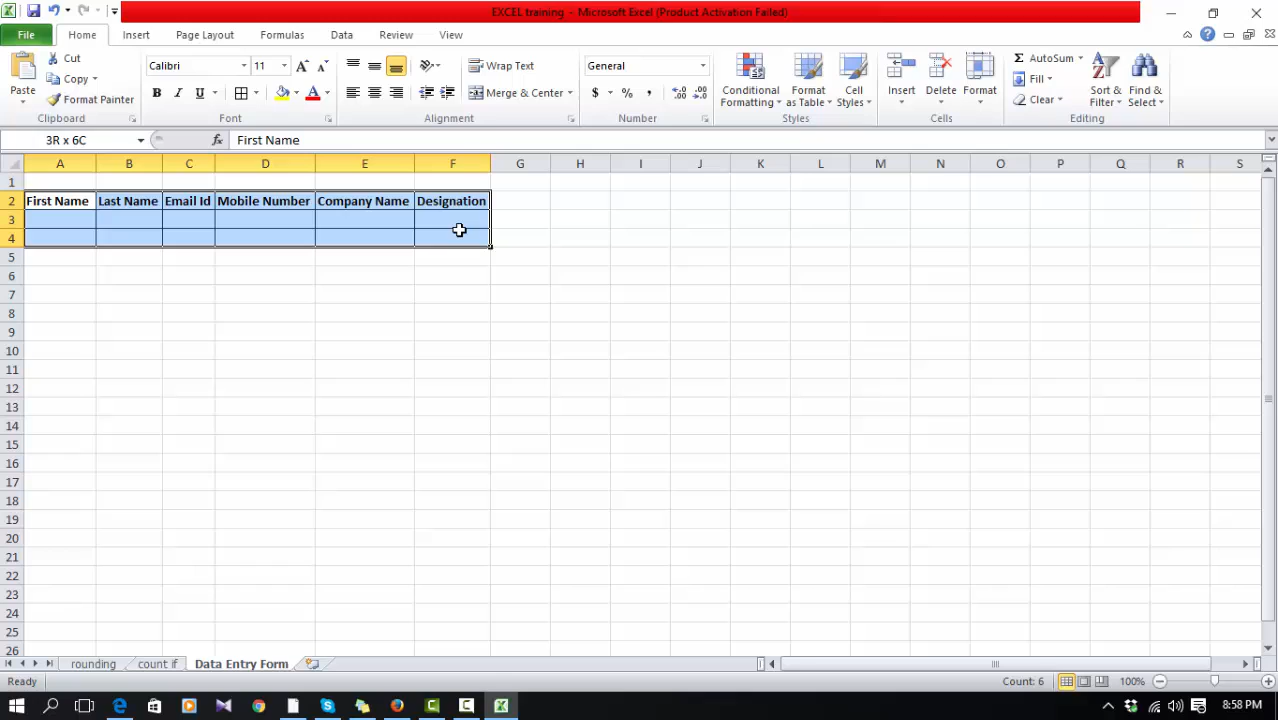 EXCEL training - Microsoft Excel (Product Activation Failed)
File Home Insert Page Layout Formulas Data Review View
Cut
Copy
Format Painter
Paste
Clipboard
Calibri 11
B I U
Font
Wrap Text
Merge & Center
Alignment
General
$ % ,
Number
Conditional Formatting
Format as Table
Cell Styles
Styles
Insert Delete Format
Cells
AutoSum
Fill
Clear
Sort & Filter
Find & Select
Editing
3R x 6C fx First Name
A B C D E F G H I J K L M N O P Q R S
1
2 First Name Last Name Email Id Mobile Number Company Name Designation
3
4
5
6
7
8
9
10
11
12
13
14
15
16
17
18
19
20
21
22
23
24
25
26
rounding count if Data Entry Form
Ready Count: 6 100%
8:58 PM